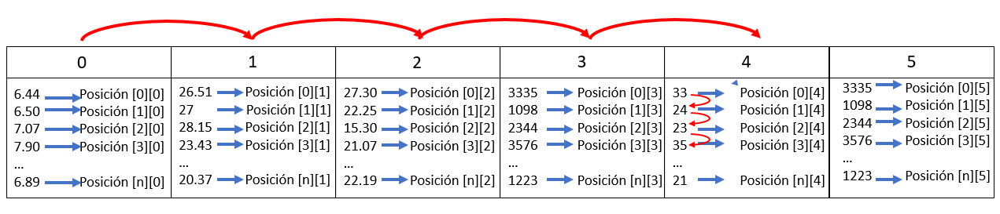 0 1 2 3 4 5
6.44 Posición [0][0] 26.51 Posición [0][1] 27.30 Posición [0][2] 3335 Posición [0][3] 33 Posición [0][4] 3335 Posición [0][5]
6.50 Posición [1][0] 27 Posición [1][1] 22.25 Posición [1][2] 1098 Posición [1][3] 24 Posición [1][4] 1098 Posición [1][5]
7.07 Posición [2][0] 28.15 Posición [2][1] 15.30 Posición [2][2] 2344 Posición [2][3] 23 Posición [2][4] 2344 Posición [2][5]
7.90 Posición [3][0] 23.43 Posición [3][1] 21.07 Posición [3][2] 3576 Posición [3][3] 35 Posición [3][4] 3576 Posición [3][5]
... ... ... ... ... ...
6.89 Posición [n][0] 20.37 Posición [n][1] 22.19 Posición [n][2] 1223 Posición [n][3] 21 Posición [n][4] 1223 Posición [n][5]